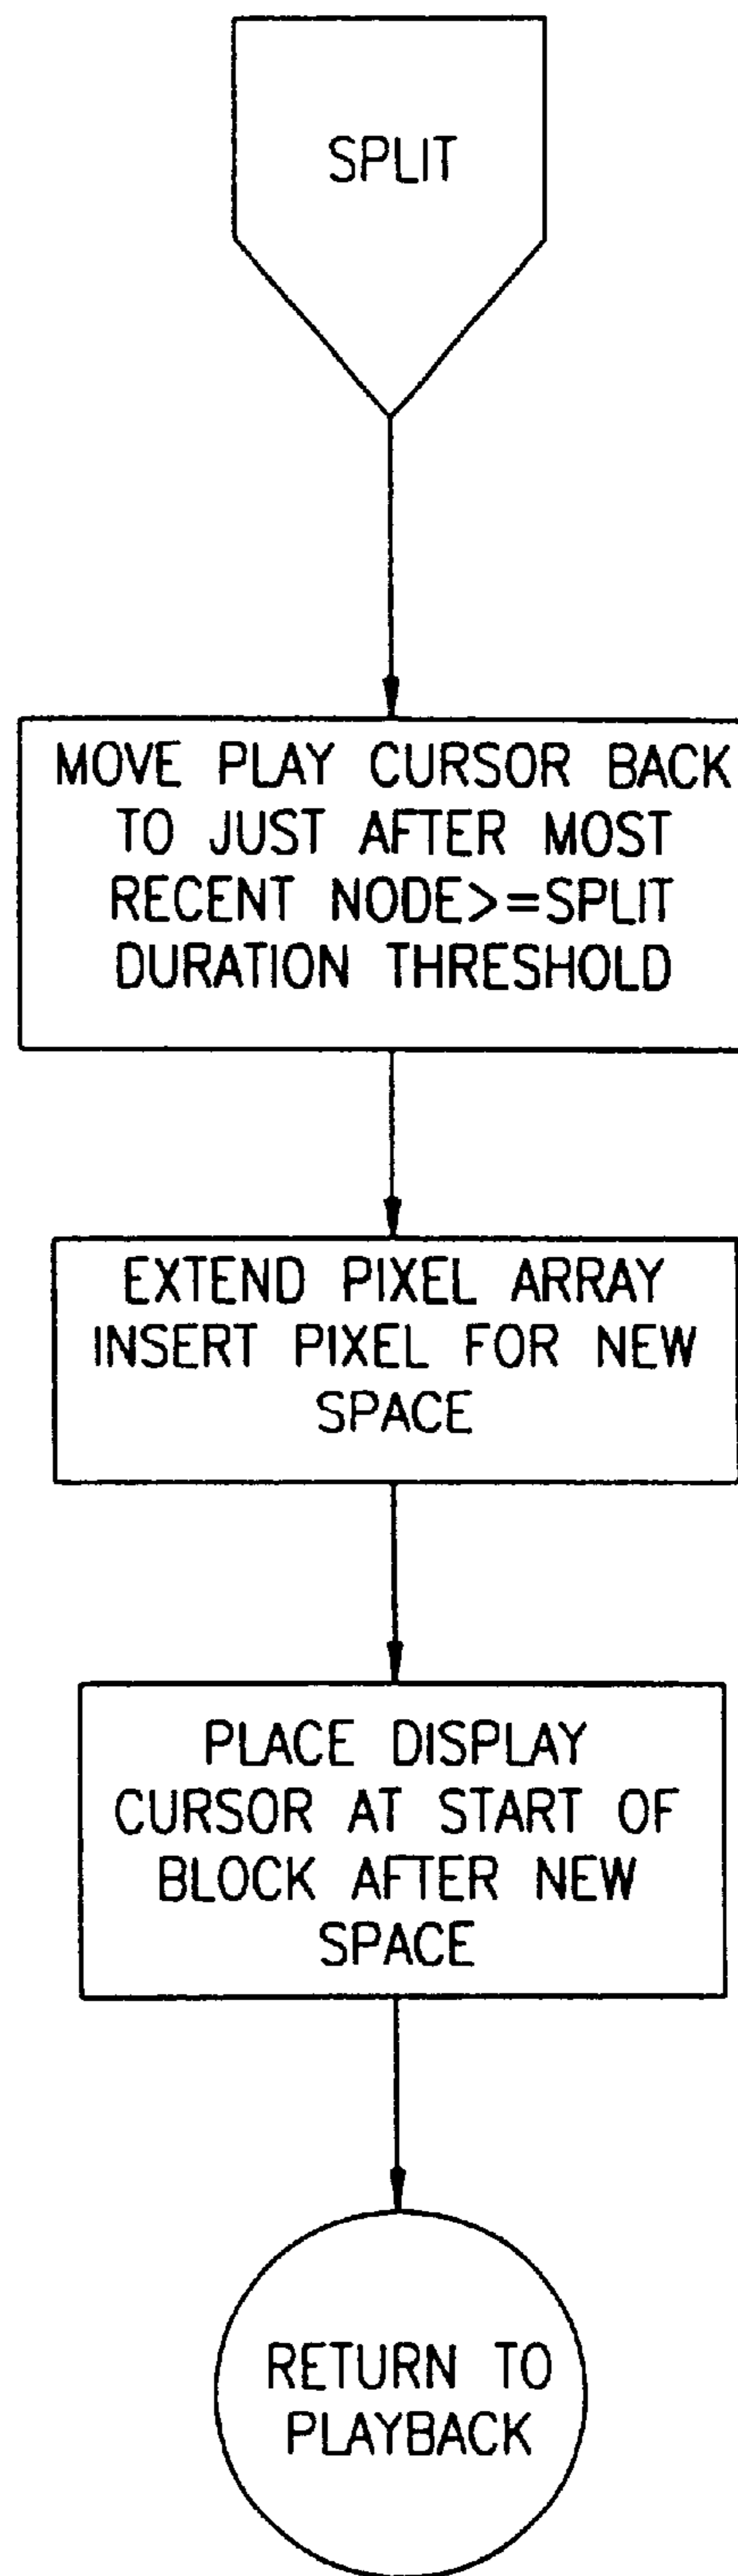 SPLIT
MOVE PLAY CURSOR BACK
TO JUST AFTER MOST
RECENT NODE>=SPLIT
DURATION THRESHOLD
EXTEND PIXEL ARRAY
INSERT PIXEL FOR NEW
SPACE
PLACE DISPLAY
CURSOR AT START OF
BLOCK AFTER NEW
SPACE
RETURN TO
PLAYBACK